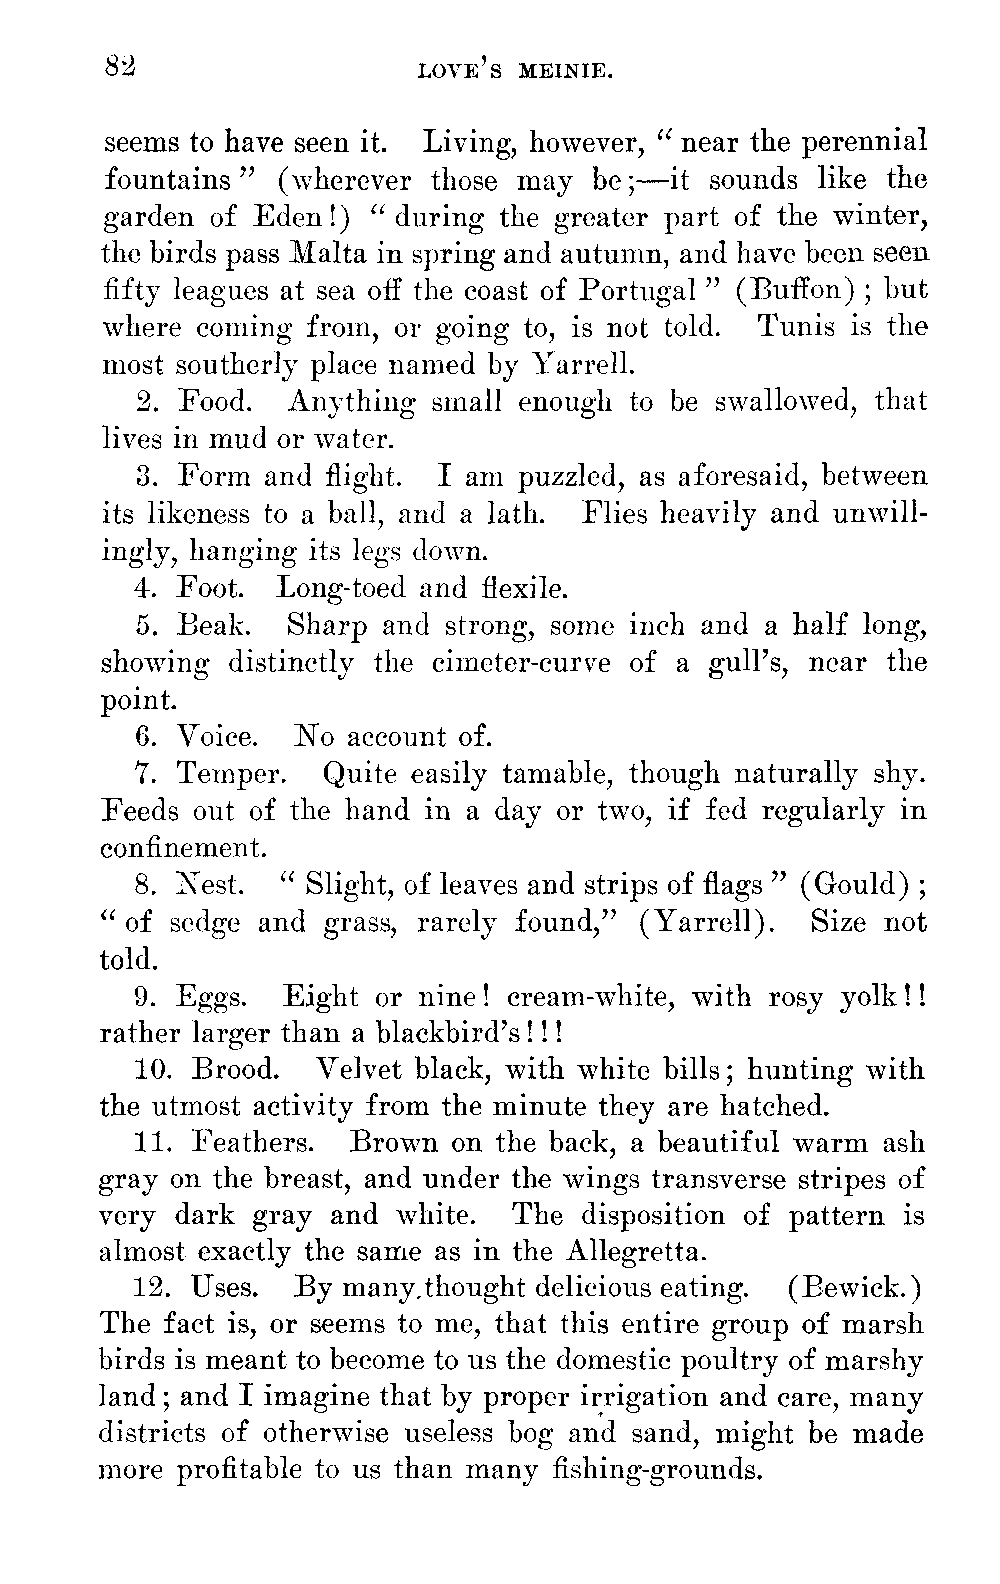 82
LOVE'S MEINIE.
seems to have seen it. Living, however, " near the perennial
fountains " (wherever those may be;—it sounds like the
garden of Eden!) " during the greater part of the winter,
the birds pass Malta in spring and autumn, and have been seen
fifty leagues at sea off the coast of Portugal " (Buffon) ; but
where coming from, or going to, is not told. Tunis is the
most southerly place named by Yarrell.
2. Food. Anything small enough to be swallowed, that
lives in mud or water.
3. Form and flight. I am puzzled, as aforesaid, between
its likeness to a ball, and a lath. Flies heavily and unwill-
ingly, hanging its legs down.
4. Foot. Long-toed and flexile.
5. Beak. Sharp and strong, some inch and a half long,
showing distinctly the cimeter-curve of a gull's, near the
point.
6. Voice. No account of.
7. Temper. Quite easily tamable, though naturally shy.
Feeds out of the hand in a day or two, if fed regularly in
confinement.
8. Nest. " Slight, of leaves and strips of flags " (Gould) ;
" of sedge and grass, rarely found," (Yarrell). Size not
told.
9. Eggs. Eight or nine! cream-white, with rosy yolk!!
rather larger than a blackbird's!!!
10. Brood. Velvet black, with white bills; hunting with
the utmost activity from the minute they are hatched.
11. Feathers. Brown on the back, a beautiful warm ash
gray on the breast, and under the wings transverse stripes of
very dark gray and white. The disposition of pattern is
almost exactly the same as in the Allegretta.
12. Uses. By many thought delicious eating. (Bewick.)
The fact is, or seems to me, that this entire group of marsh
birds is meant to become to us the domestic poultry of marshy
land; and I imagine that by proper irrigation and care, many
districts of otherwise useless bog and sand, might be made
more profitable to us than many fishing-grounds.